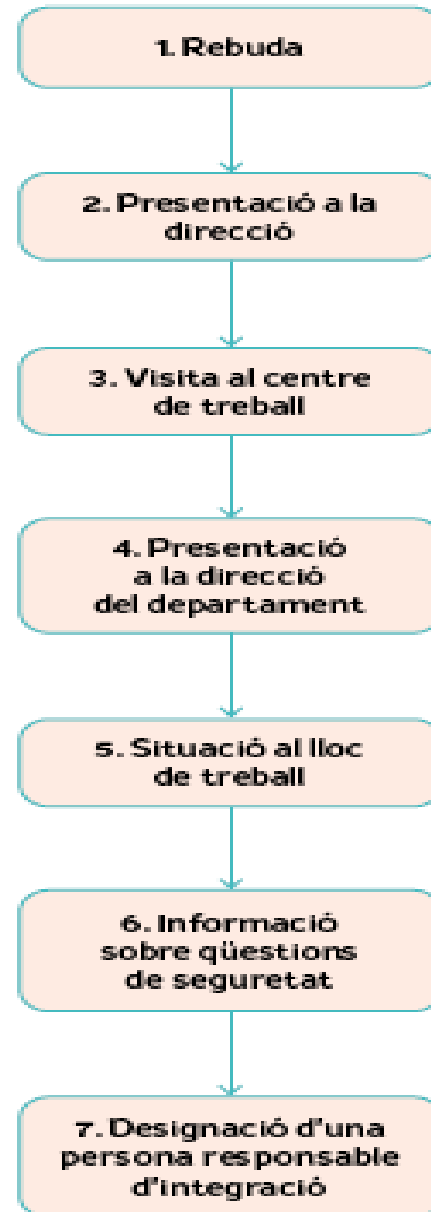 1. Rebuda
2. Presentació a la
direcció
3. Visita al centre
de treball
4. Presentació
a la direcció
del departament
5. Situació al lloc
de treball
6. Informació
sobre qüestions
de seguretat
7. Designació d'una
persona responsable
d'integració